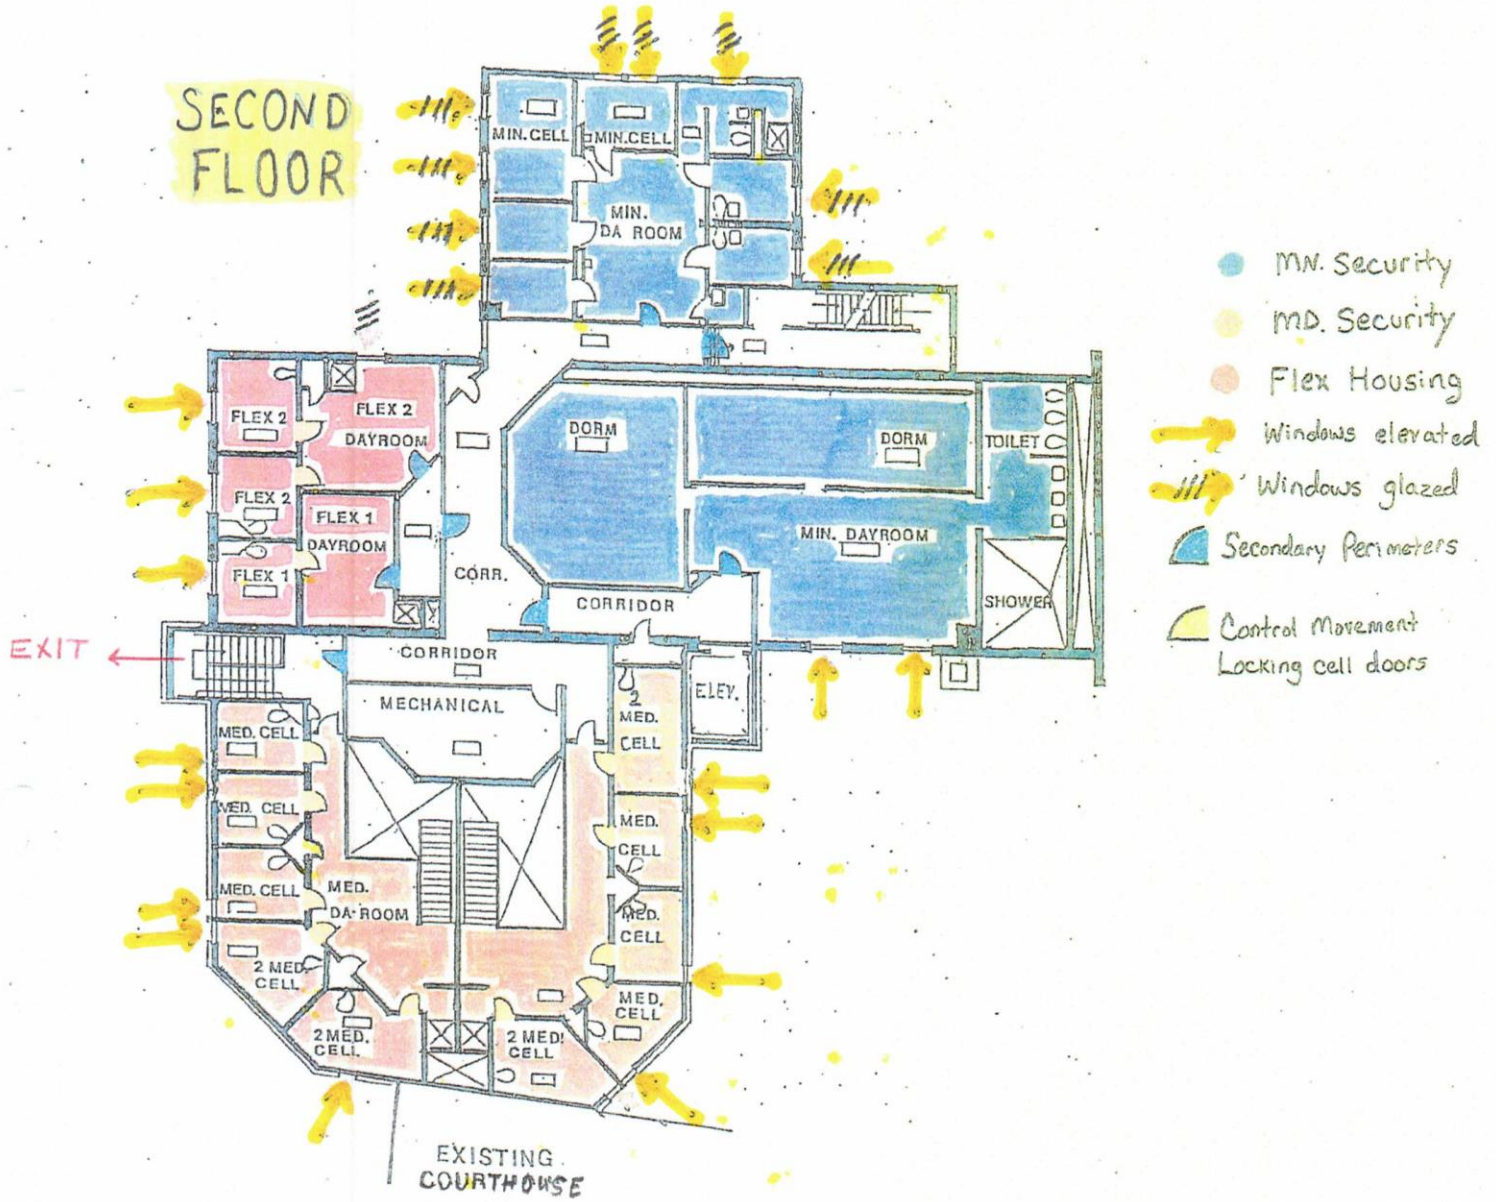 SECOND
FLOOR
MIN. CELL
MIN. CELL
MIN.
DA ROOM
MN. Security
MD. Security
Flex Housing
Windows elevated
Windows glazed
Secondary Perimeters
Control Movement
Locking cell doors
FLEX 2
FLEX 2
DAYROOM
FLEX 2
FLEX 1
DAYROOM
FLEX 1
DORM
DORM
TOILET
MIN. DAYROOM
SHOWER
CORR.
CORRIDOR
EXIT
CORRIDOR
MECHANICAL
ELEV.
2
MED.
CELL
MED. CELL
MED. CELL
MED.
CELL
MED. CELL
MED.
DA ROOM
MED.
CELL
2 MED.
CELL
MED.
CELL
2 MED.
CELL
2 MED.
CELL
EXISTING
COURTHOUSE